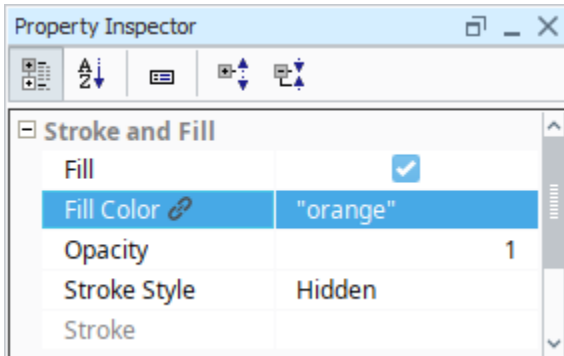 Property Inspector
Stroke and Fill
Fill
Fill Color "orange"
Opacity 1
Stroke Style Hidden
Stroke